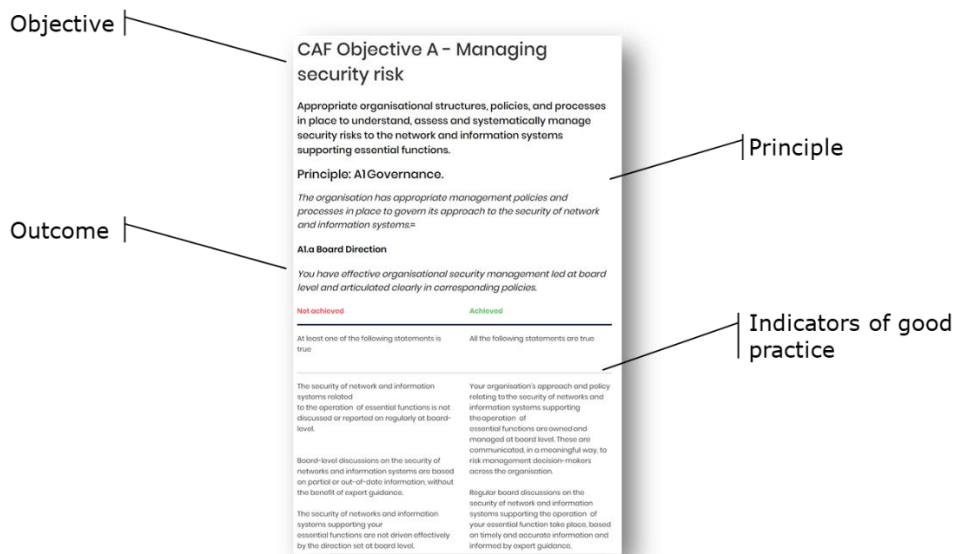 Objective
CAF Objective A - Managing
security risk
Appropriate organisational structures, policies, and processes
in place to understand, assess and systematically manage
security risks to the network and information systems
supporting essential functions.
Principle
Principle: A1 Governance.
The organisation has appropriate management policies and
processes in place to govern its approach to the security of network
and information systems.=
Outcome
A1.a Board Direction
You have effective organisational security management led at board
level and articulated clearly in corresponding policies.
Not achieved
Achieved
Indicators of good
practice
At least one of the following statements is
true
All the following statements are true
The security of network and information
systems related
to the operation of essential functions is not
discussed or reported on regularly at board-
level.
Board-level discussions on the security of
networks and information systems are based
on partial or out-of-date information, without
the benefit of expert guidance.
The security of networks and information
systems supporting your
essential functions are not driven effectively
by the direction set at board level.
Your organisation's approach and policy
relating to the security of networks and
information systems supporting
theoperation of
essential functions are owned and
managed at board level. These are
communicated, in a meaningful way, to
risk management decision-makers
across the organisation.
Regular board discussions on the
security of network and information
systems supporting the operation of
your essential function take place, based
on timely and accurate information and
informed by expert guidance.